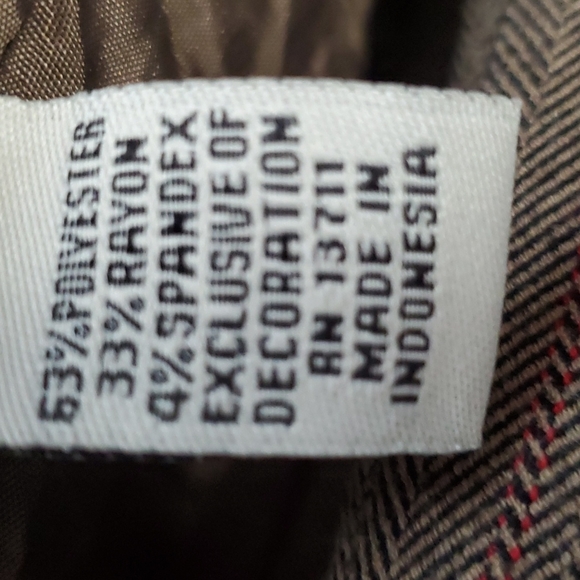 63%POLYESTER
33%RAYON
4%SPANDEX
EXCLUSIVE OF
DECORATION
RN 13711
MADE IN
INDONESIA